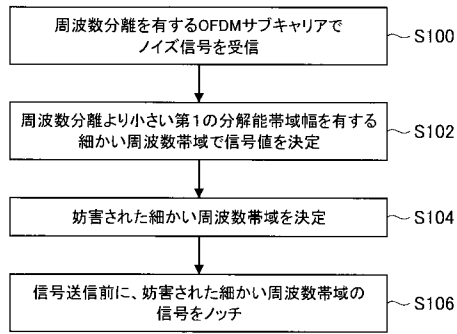 周波数分離を有するOFDMサブキャリアで
ノイズ信号を受信
S100
周波数分離より小さい第1の分解能帯域幅を有する
細かい周波数帯域で信号値を決定
S102
妨害された細かい周波数帯域を決定
S104
信号送信前に、妨害された細かい周波数帯域の
信号をノッチ
S106